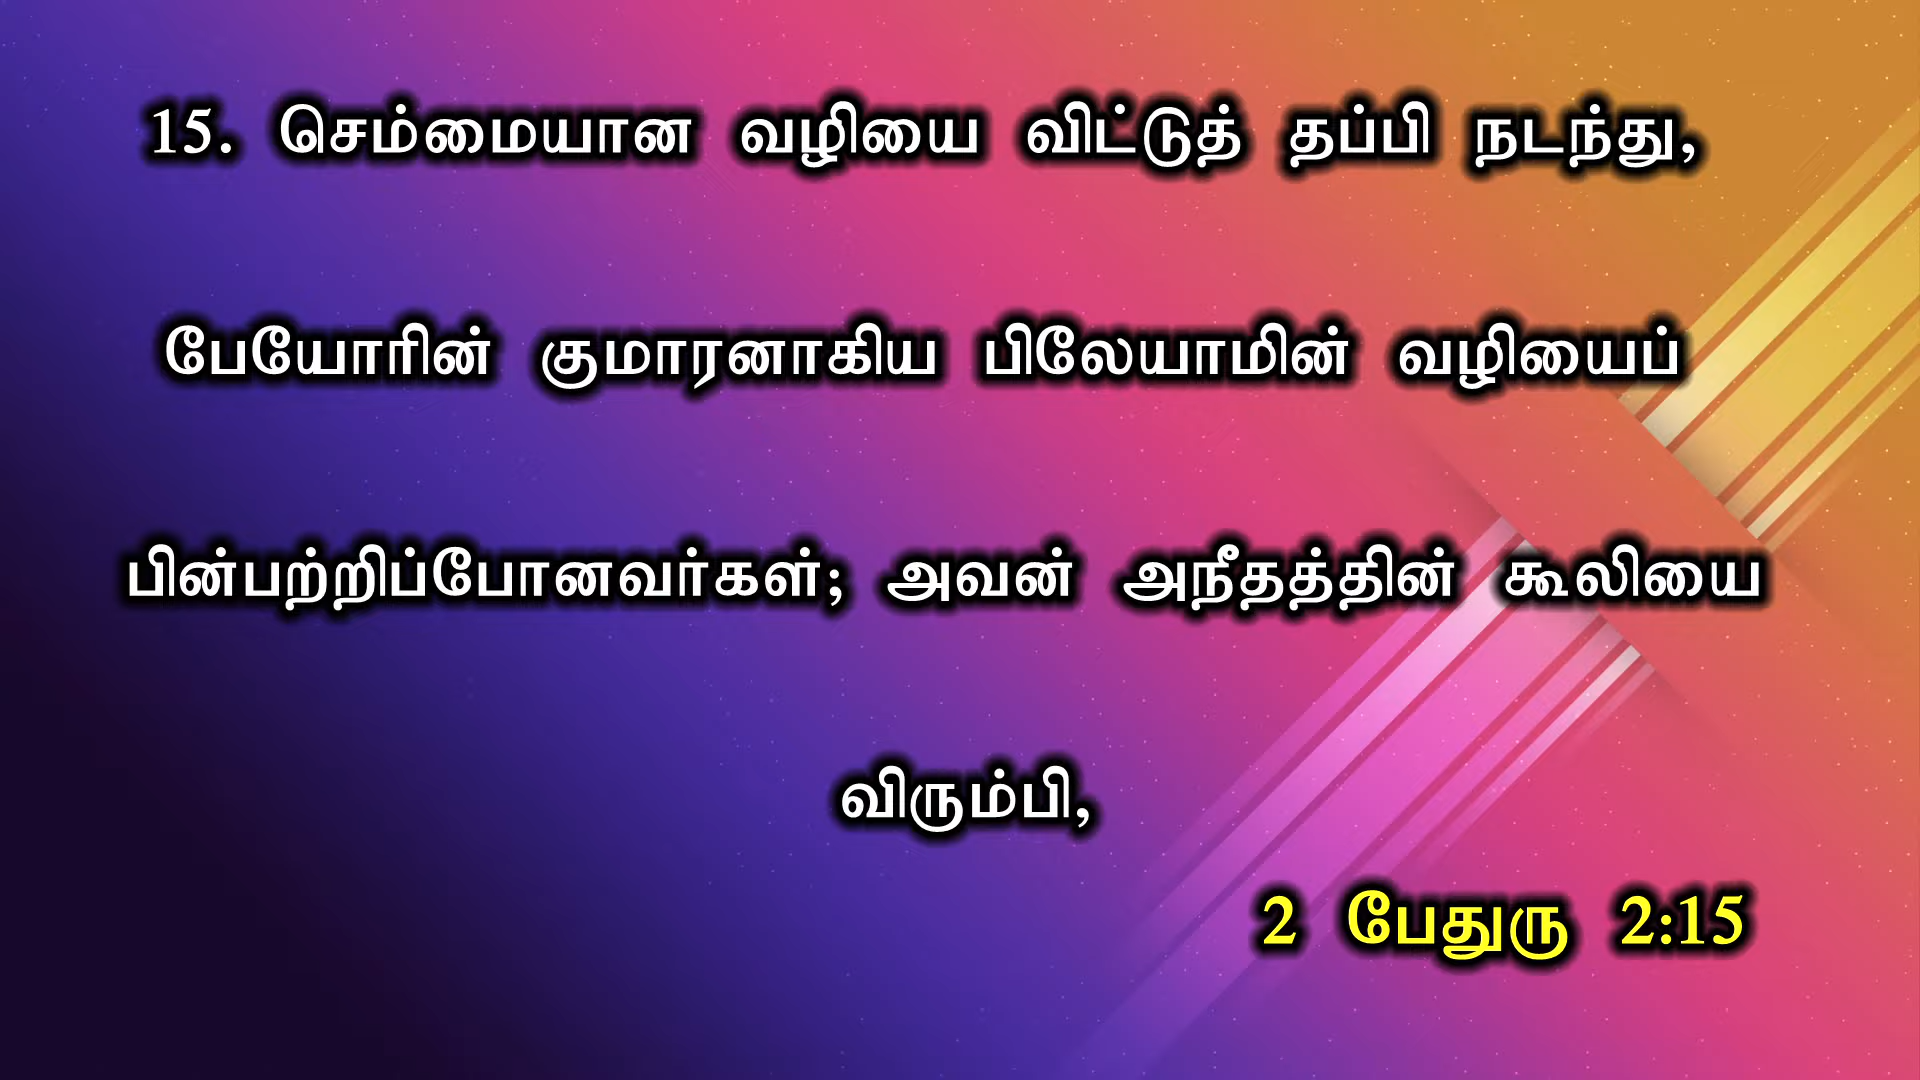 15. செம்மையான வழியை விட்டுத் தப்பி நடந்து,
பேயோரின் குமாரனாகிய பிலேயாமின் வழியைப்
பின்பற்றிப்போனவர்கள்; அவன் அநீதத்தின் கூலியை
விரும்பி,
2 பேதுரு 2:15